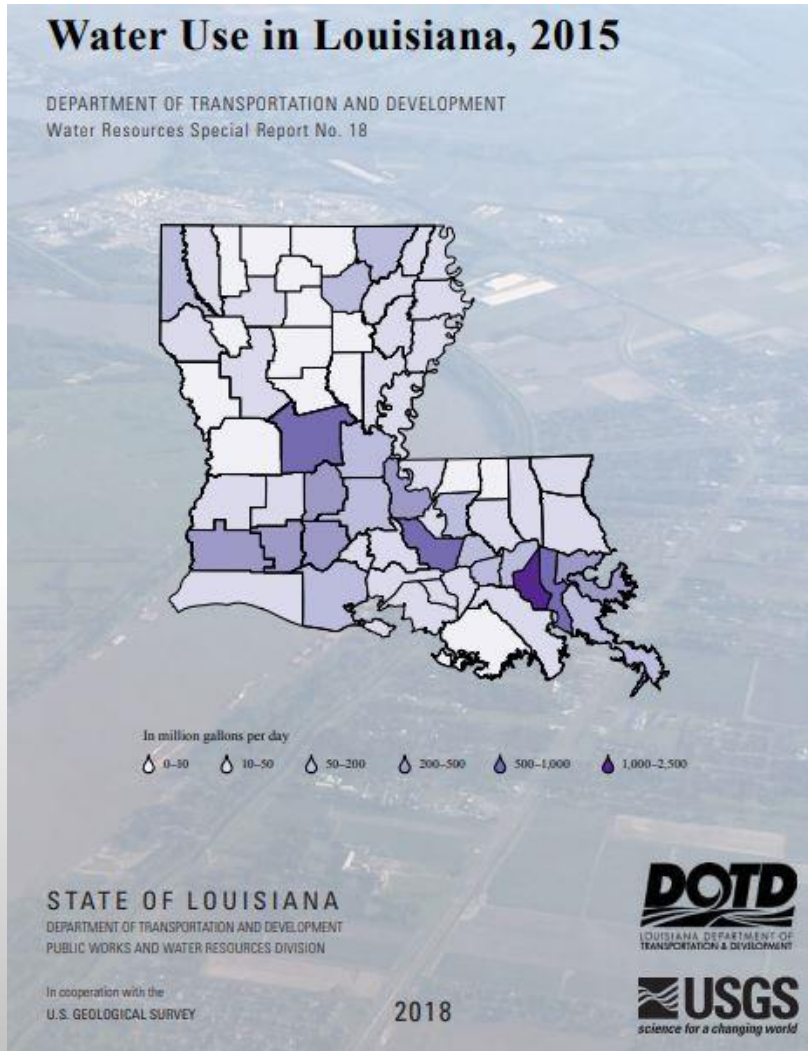 Water Use in Louisiana, 2015
DEPARTMENT OF TRANSPORTATION AND DEVELOPMENT
Water Resources Special Report No. 18
In million gallons per day
0–10
10–50
50–200
200–500
500–1,000
1,000–2,500
STATE OF LOUISIANA
DEPARTMENT OF TRANSPORTATION AND DEVELOPMENT
PUBLIC WORKS AND WATER RESOURCES DIVISION
In cooperation with the
U.S. GEOLOGICAL SURVEY
2018
DOTD
LOUISIANA DEPARTMENT OF
TRANSPORTATION & DEVELOPMENT
USGS
science for a changing world